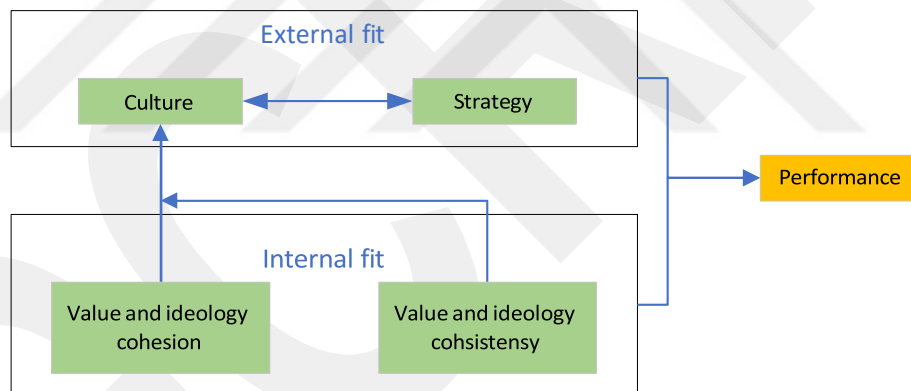 External fit
Culture
Strategy
Performance
Internal fit
Value and ideology
cohesion
Value and ideology
cohsistensy